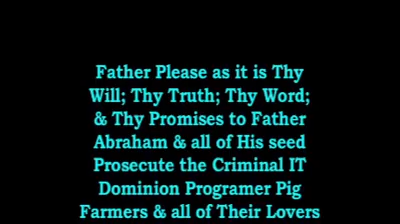 Father Please as it is Thy
Will; Thy Truth; Thy Word;
& Thy Promises to Father
Abraham & all of His seed
Prosecute the Criminal IT
Dominion Programer Pig
Farmers & all of Their Lovers